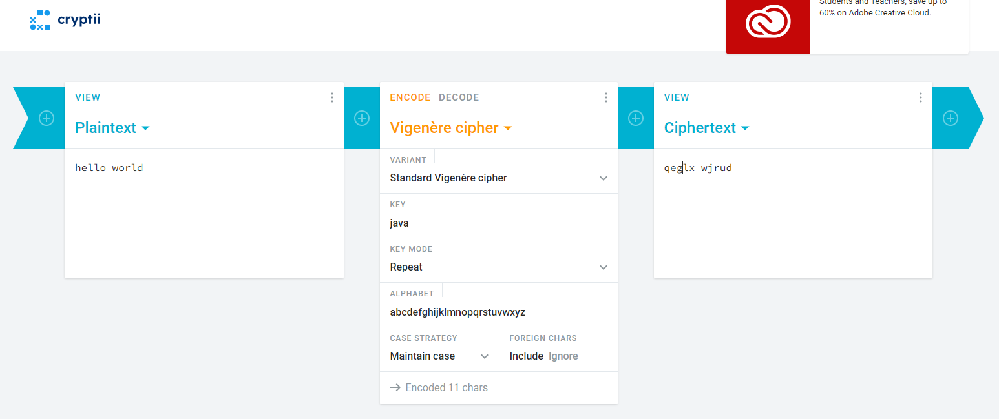 cryptii
Students and Teachers, save up to
60% on Adobe Creative Cloud.
VIEW
Plaintext
hello world
ENCODE DECODE
Vigenère cipher
VARIANT
Standard Vigenère cipher
KEY
java
KEY MODE
Repeat
ALPHABET
abcdefghijklmnopqrstuvwxyz
CASE STRATEGY
Maintain case
FOREIGN CHARS
Include Ignore
→ Encoded 11 chars
VIEW
Ciphertext
qeglx wjrud